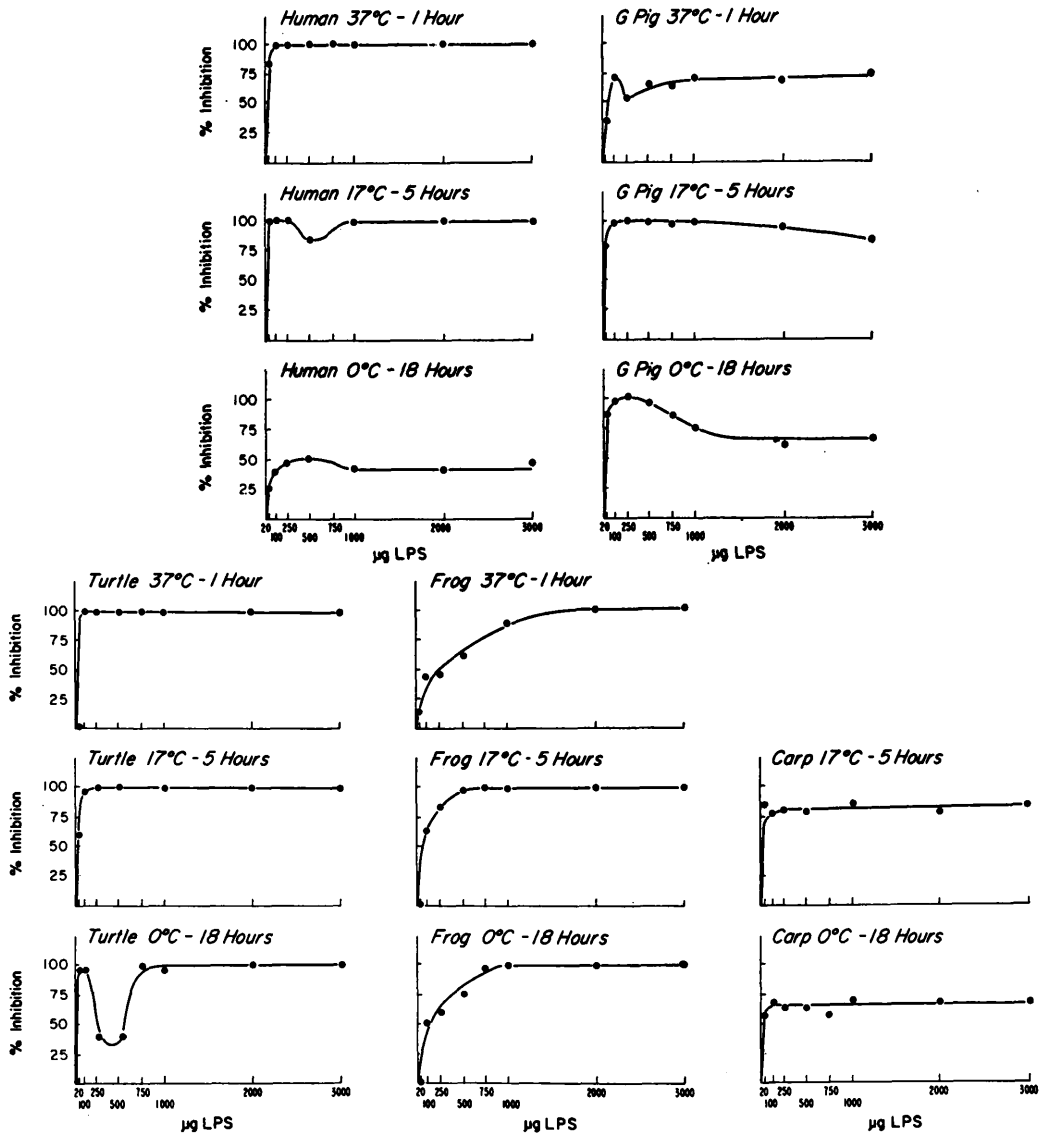 Human 37°C - 1 Hour
G Pig 37°C - 1 Hour
% Inhibition
100
75
50
25
Human 17°C - 5 Hours
G Pig 17°C - 5 Hours
% Inhibition
100
75
50
25
Human 0°C - 18 Hours
G Pig 0°C - 18 Hours
% Inhibition
100
75
50
25
20 100 250 500 750 1000 2000 3000
20 100 250 500 750 1000 2000 3000
µg LPS
µg LPS
Turtle 37°C - 1 Hour
Frog 37°C - 1 Hour
% Inhibition
100
75
50
25
Turtle 17°C - 5 Hours
Frog 17°C - 5 Hours
Carp 17°C - 5 Hours
% Inhibition
100
75
50
25
Turtle 0°C - 18 Hours
Frog 0°C - 18 Hours
Carp 0°C - 18 Hours
% Inhibition
100
75
50
25
20 100 250 500 750 1000 2000 3000
20 100 250 500 750 1000 2000 3000
20 100 250 500 750 1000 2000 3000
µg LPS
µg LPS
µg LPS